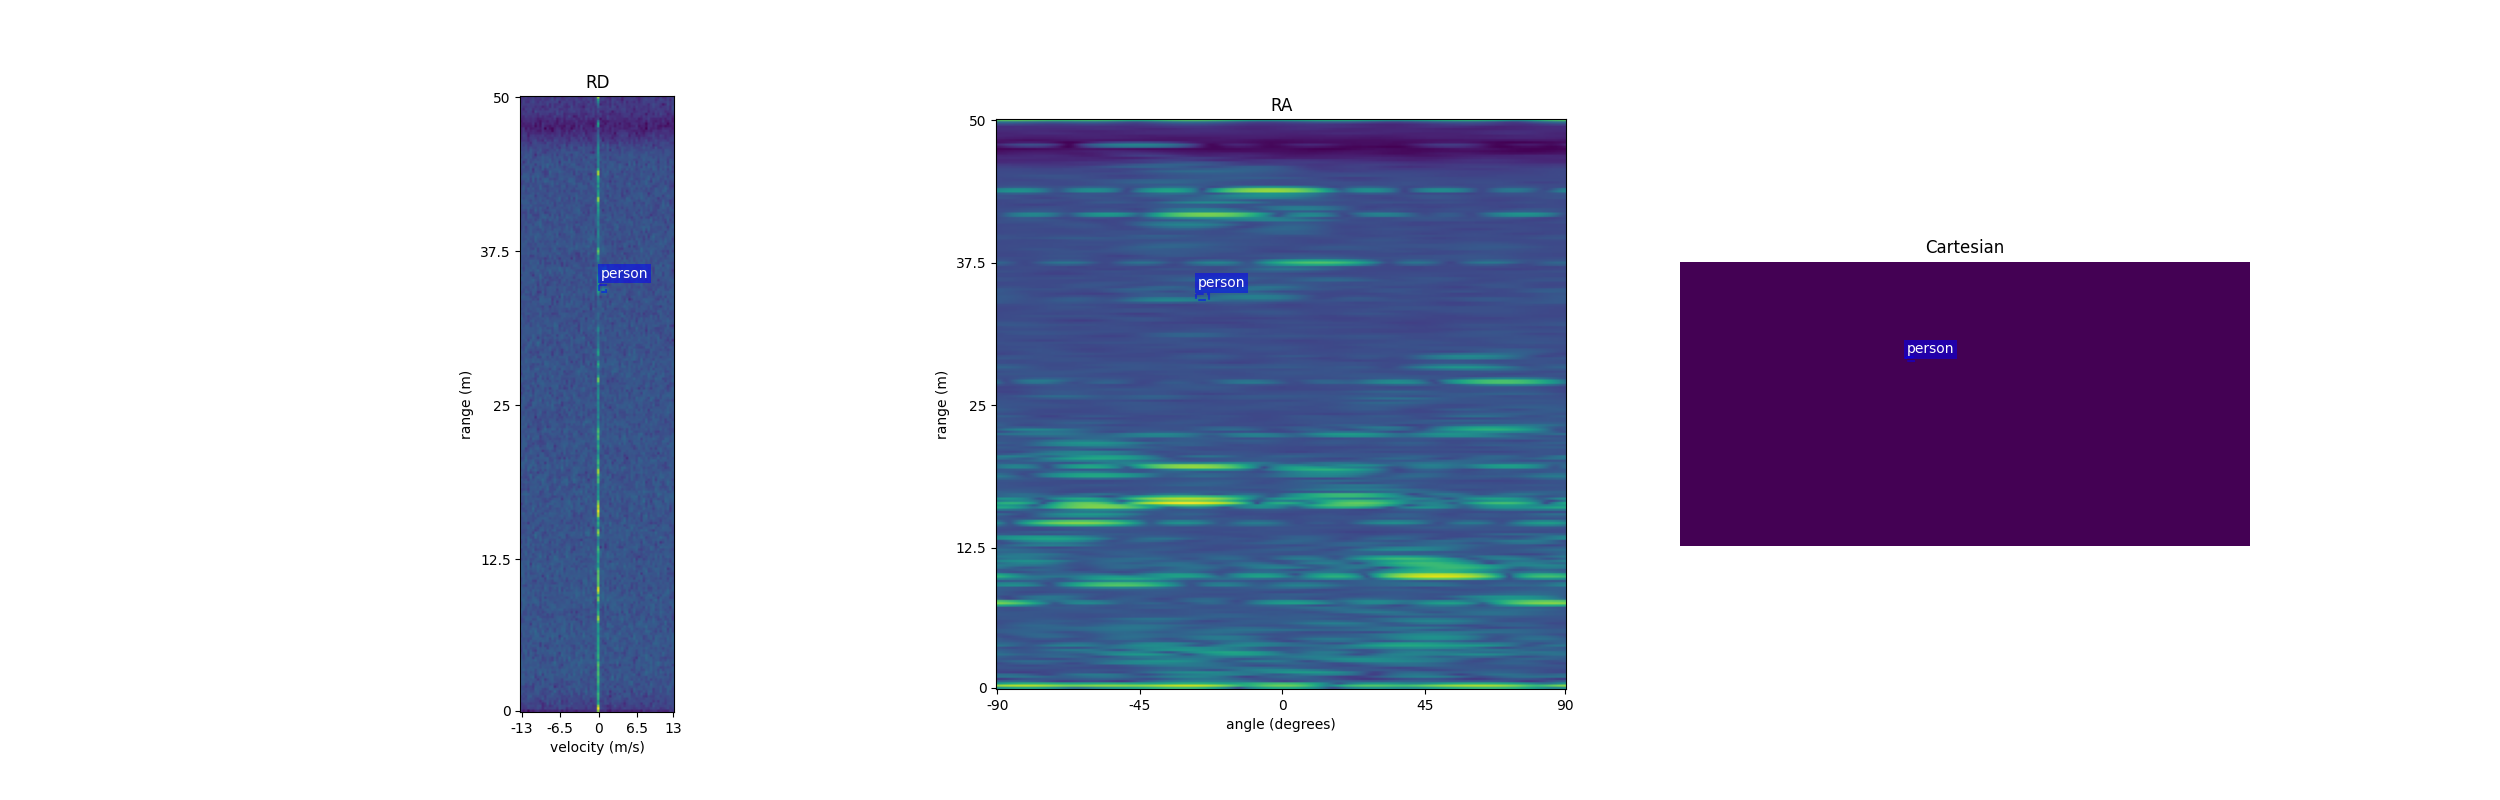 RD
50
37.5
25
12.5
0
range (m)
person
-13 -6.5 0 6.5 13
velocity (m/s)
RA
50
37.5
25
12.5
0
range (m)
person
-90 -45 0 45 90
angle (degrees)
Cartesian
person